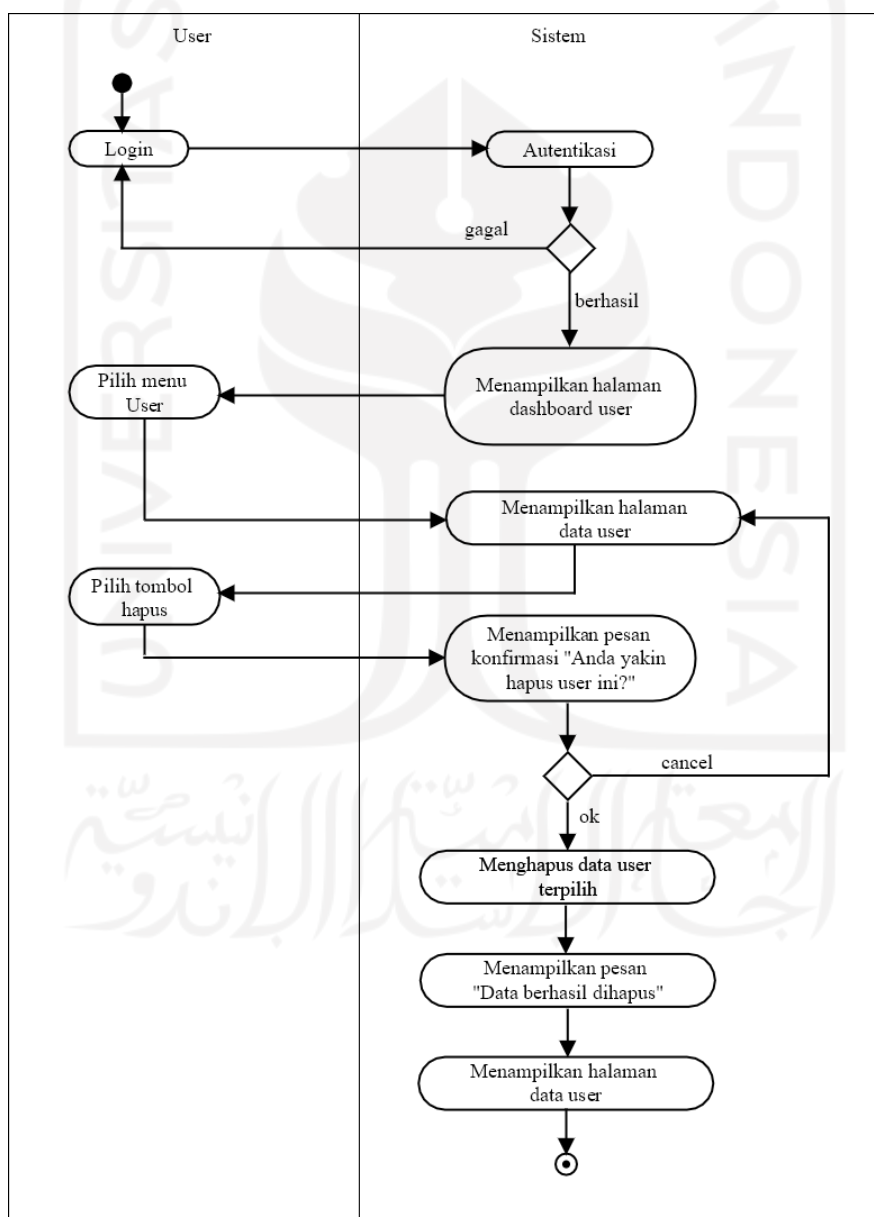 User
Sistem
Login
Autentikasi
gagal
berhasil
Menampilkan halaman
dashboard user
Pilih menu
User
Menampilkan halaman
data user
Pilih tombol
hapus
Menampilkan pesan
konfirmasi "Anda yakin
hapus user ini?"
cancel
ok
Menghapus data user
terpilih
Menampilkan pesan
"Data berhasil dihapus"
Menampilkan halaman
data user
UNIVERSITAS
INDONESIA